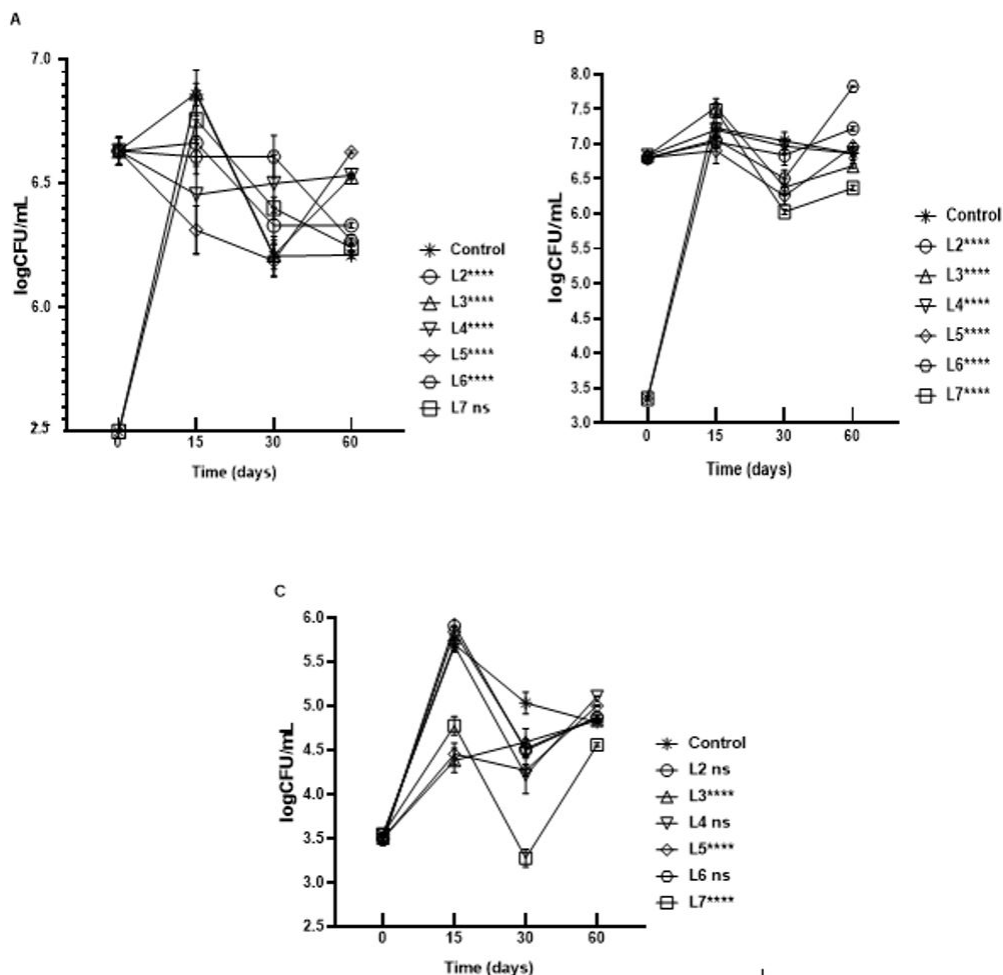 A
7.0
6.5
6.0
2.5
logCFU/mL
0 15 30 60
Time (days)
Control
L2****
L3****
L4****
L5****
L6****
L7 ns
B
8.0
7.5
7.0
6.5
6.0
5.5
5.0
4.5
4.0
3.5
3.0
logCFU/mL
0 15 30 60
Time (days)
Control
L2****
L3****
L4****
L5****
L6****
L7****
C
6.0
5.5
5.0
4.5
4.0
3.5
3.0
2.5
logCFU/mL
0 15 30 60
Time (days)
Control
L2 ns
L3****
L4 ns
L5****
L6 ns
L7****